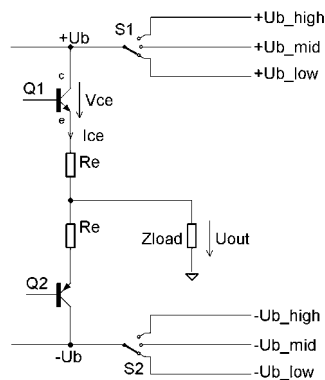 S1
+Ub_high
+Ub
+Ub_mid
+Ub_low
c
Q1
Vce
e
Ice
Re
Re
Zload
Uout
Q2
-Ub_high
-Ub_mid
-Ub
S2
-Ub_low